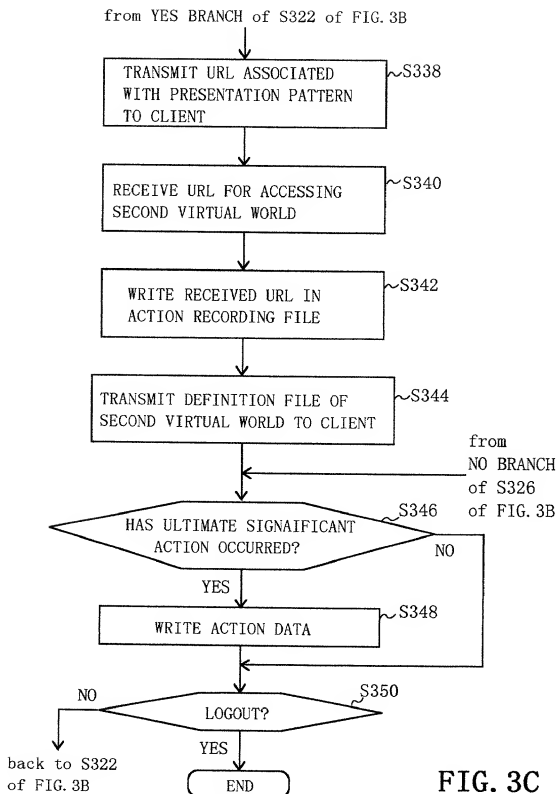 from YES BRANCH of S322 of FIG.3B
TRANSMIT URL ASSOCIATED
WITH PRESENTATION PATTERN
TO CLIENT
S338
RECEIVE URL FOR ACCESSING
SECOND VIRTUAL WORLD
S340
WRITE RECEIVED URL IN
ACTION RECORDING FILE
S342
TRANSMIT DEFINITION FILE OF
SECOND VIRTUAL WORLD TO CLIENT
S344
from
NO BRANCH
of S326
of FIG.3B
HAS ULTIMATE SIGNAIFICANT
ACTION OCCURRED?
S346
NO
YES
WRITE ACTION DATA
S348
LOGOUT?
S350
NO
YES
back to S322
of FIG.3B
END
FIG. 3C